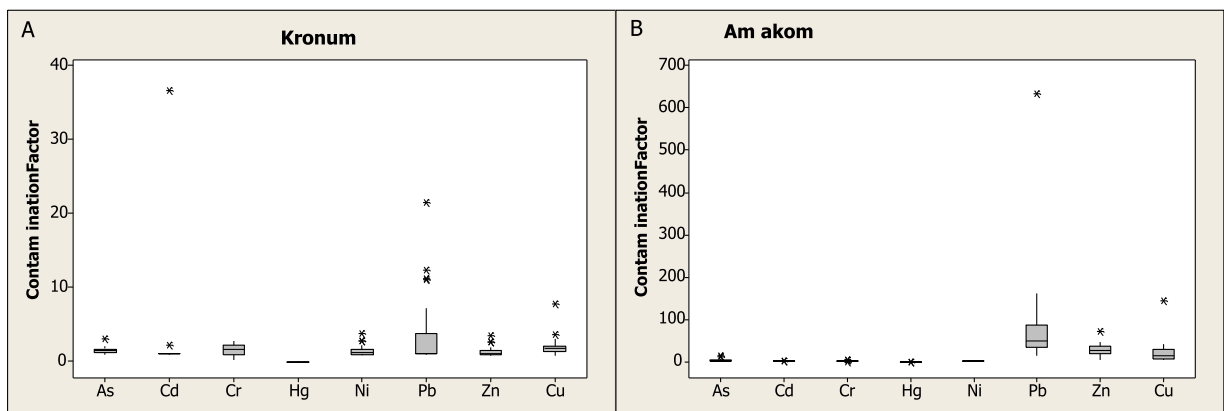 A
Kronum
Contam inationFactor
40
30
20
10
0
As Cd Cr Hg Ni Pb Zn Cu
B
Am akom
Contam inationFactor
700
600
500
400
300
200
100
0
As Cd Cr Hg Ni Pb Zn Cu